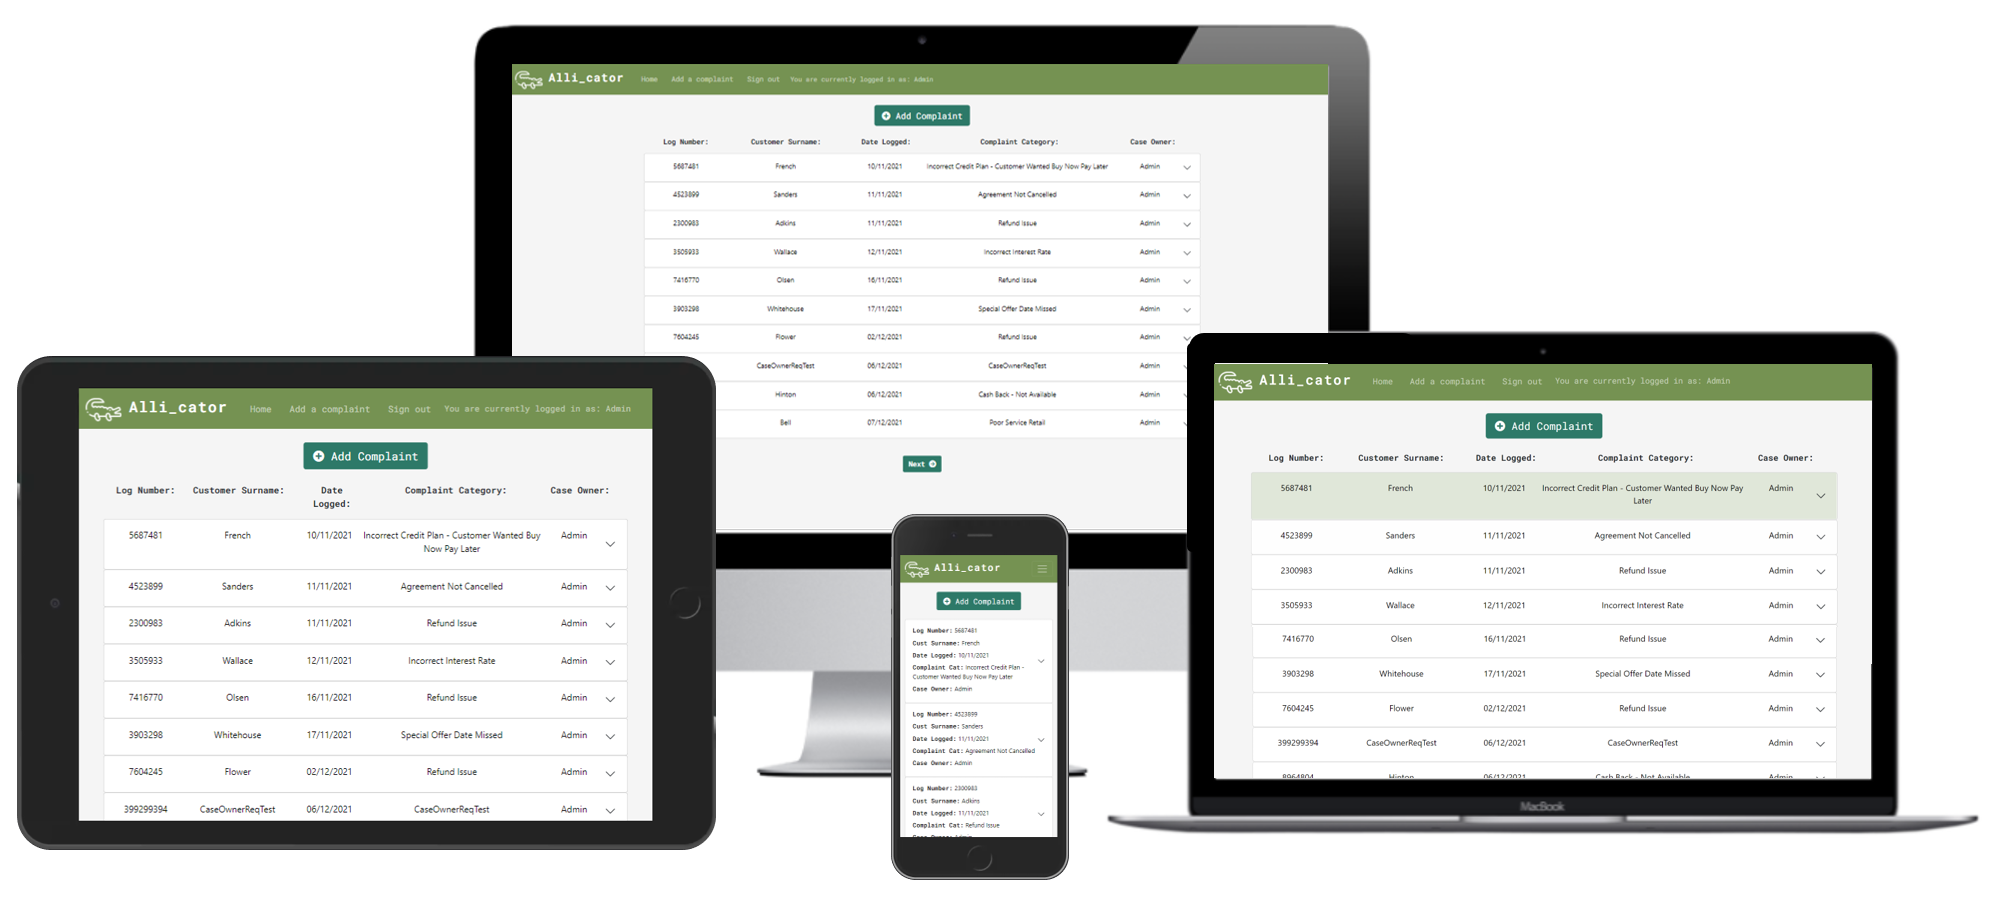 Alli_cator Home Add a complaint Sign out You are currently logged in as: Admin
Add Complaint
Log Number: Customer Surname: Date Logged: Complaint Category: Case Owner:
5687481 French 10/11/2021 Incorrect Credit Plan - Customer Wanted Buy Now Pay Later Admin
4523899 Sanders 11/11/2021 Agreement Not Cancelled Admin
2300983 Adkins 11/11/2021 Refund Issue Admin
3505933 Wallace 12/11/2021 Incorrect Interest Rate Admin
7416770 Olsen 16/11/2021 Refund Issue Admin
3903298 Whitehouse 17/11/2021 Special Offer Date Missed Admin
7604245 Flower 02/12/2021 Refund Issue Admin
CaseOwnerReqTest 06/12/2021 CaseOwnerReqTest Admin
Hinton 06/12/2021 Cash Back - Not Available Admin
Bell 07/12/2021 Poor Service Retail Admin
Next
Alli_cator Home Add a complaint Sign out You are currently logged in as: Admin
Add Complaint
Log Number: Customer Surname: Date Complaint Category: Case Owner:
Logged:
5687481 French 10/11/2021 Incorrect Credit Plan - Customer Wanted Buy Admin
Now Pay Later
4523899 Sanders 11/11/2021 Agreement Not Cancelled Admin
2300983 Adkins 11/11/2021 Refund Issue Admin
3505933 Wallace 12/11/2021 Incorrect Interest Rate Admin
7416770 Olsen 16/11/2021 Refund Issue Admin
3903298 Whitehouse 17/11/2021 Special Offer Date Missed Admin
7604245 Flower 02/12/2021 Refund Issue Admin
399299394 CaseOwnerReqTest 06/12/2021 CaseOwnerReqTest Admin
Alli_cator
Add Complaint
Log Number: 5687481
Cust Surname: French
Date Logged: 10/11/2021
Complaint Cat: Incorrect Credit Plan -
Customer Wanted Buy Now Pay Later
Case Owner: Admin
Log Number: 4523899
Cust Surname: Sanders
Date Logged: 11/11/2021
Complaint Cat: Agreement Not Cancelled
Case Owner: Admin
Log Number: 2300983
Cust Surname: Adkins
Date Logged: 11/11/2021
Complaint Cat: Refund Issue
Case Owner: Admin
Alli_cator Home Add a complaint Sign out You are currently logged in as: Admin
Add Complaint
Log Number: Customer Surname: Date Logged: Complaint Category: Case Owner:
5687481 French 10/11/2021 Incorrect Credit Plan - Customer Wanted Buy Now Pay Admin
Later
4523899 Sanders 11/11/2021 Agreement Not Cancelled Admin
2300983 Adkins 11/11/2021 Refund Issue Admin
3505933 Wallace 12/11/2021 Incorrect Interest Rate Admin
7416770 Olsen 16/11/2021 Refund Issue Admin
3903298 Whitehouse 17/11/2021 Special Offer Date Missed Admin
7604245 Flower 02/12/2021 Refund Issue Admin
399299394 CaseOwnerReqTest 06/12/2021 CaseOwnerReqTest Admin
8964804 Hinton 06/12/2021 Cash Back - Not Available Admin
MacBook